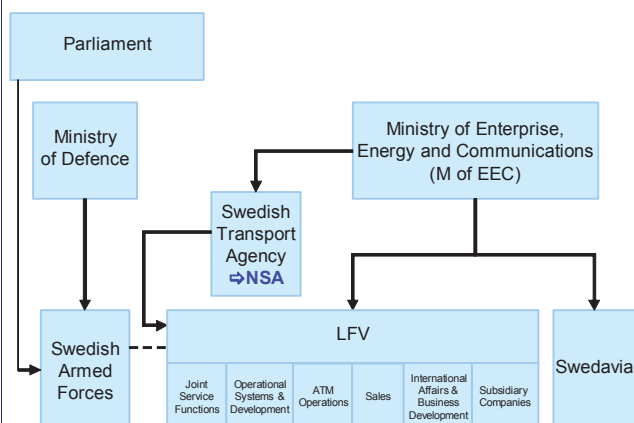 Parliament
Ministry
of Defence
Ministry of Enterprise,
Energy and Communications
(M of EEC)
Swedish
Transport
Agency
⇨NSA
Swedish
Armed
Forces
LFV
Swedavia
Joint
Service
Functions
Operational
Systems &
Development
ATM
Operations
Sales
International
Affairs &
Business
Development
Subsidiary
Companies